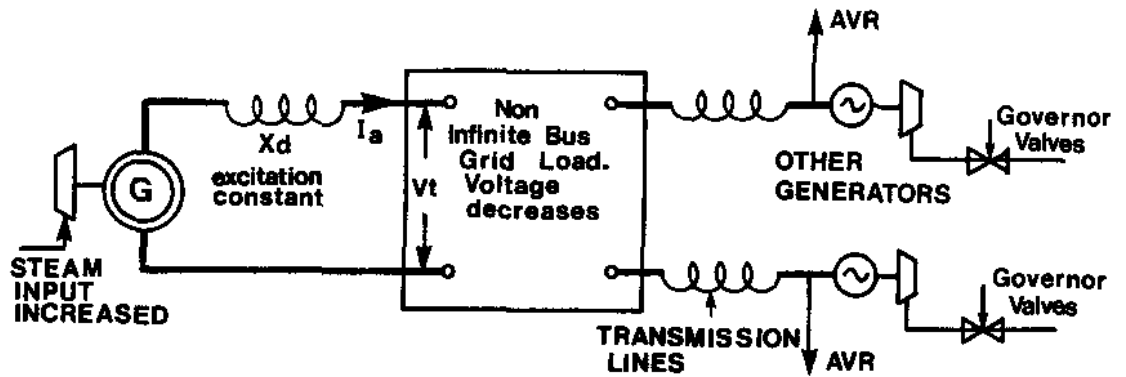 AVR
Governor
Valves
Non
Infinite Bus
Grid Load.
Voltage
decreases
Xd
Ia
excitation
constant
G
Vt
OTHER
GENERATORS
STEAM
INPUT
INCREASED
Governor
Valves
TRANSMISSION
LINES
AVR